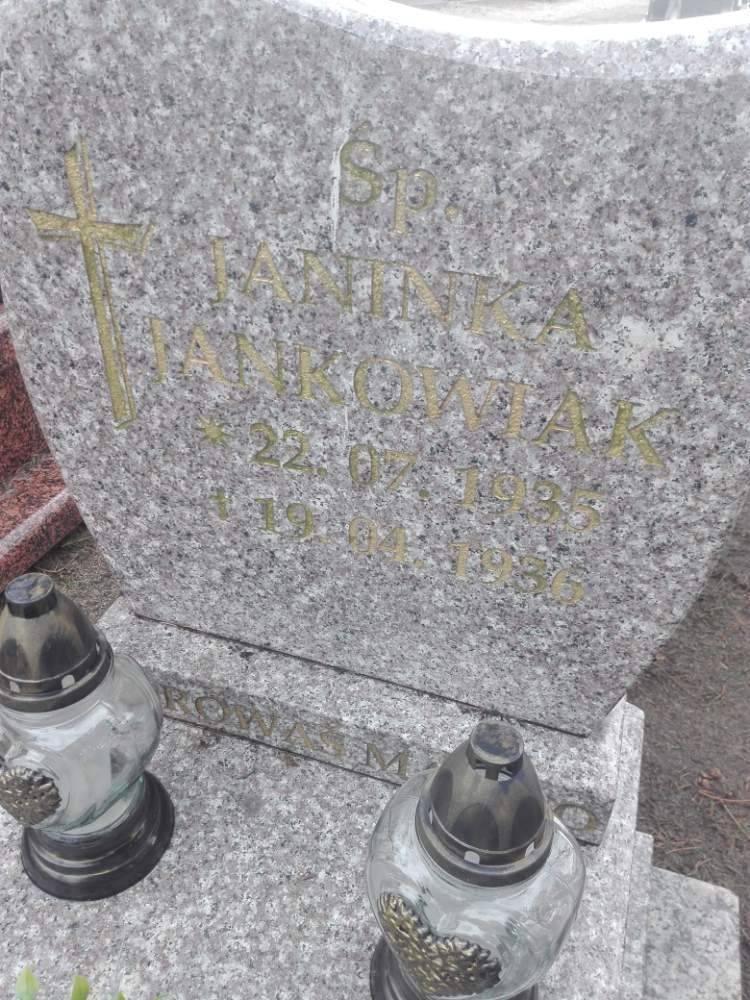 Śp.
JANINKA
JANKOWIAK
* 22. 07. 1935
† 19. 04. 1936